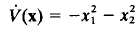 V̇(x) = −x₁² − x₂²